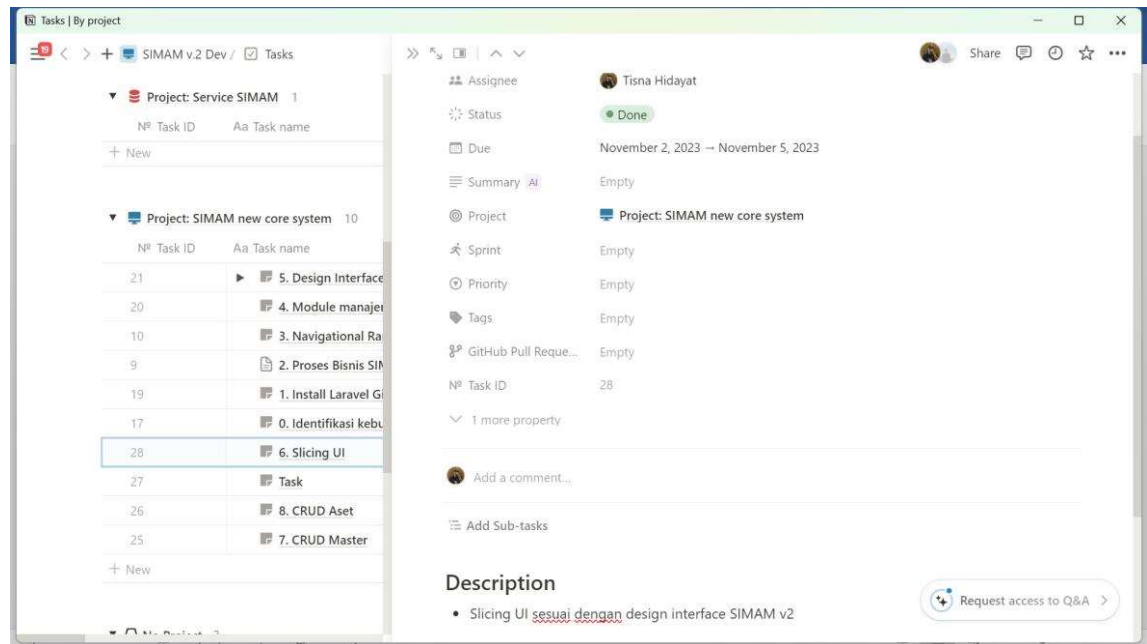 Tasks | By project
19
SIMAM v.2 Dev / Tasks
Share
Project: Service SIMAM 1
Nº Task ID Aa Task name
+ New
Project: SIMAM new core system 10
Nº Task ID Aa Task name
21 5. Design Interface
20 4. Module manajer
10 3. Navigational Ra
9 2. Proses Bisnis SIM
19 1. Install Laravel Gi
17 0. Identifikasi kebu
28 6. Slicing UI
27 Task
26 8. CRUD Aset
25 7. CRUD Master
+ New
Assignee Tisna Hidayat
Status Done
Due November 2, 2023 → November 5, 2023
Summary AI Empty
Project Project: SIMAM new core system
Sprint Empty
Priority Empty
Tags Empty
GitHub Pull Reque... Empty
Nº Task ID 28
1 more property
Add a comment...
Add Sub-tasks
Description
• Slicing UI sesuai dengan design interface SIMAM v2
Request access to Q&A